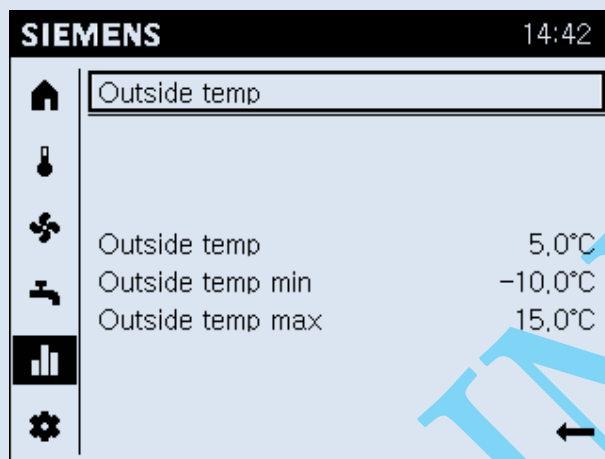 SIEMENS 14:42
Outside temp
Outside temp 5,0°C
Outside temp min -10,0°C
Outside temp max 15,0°C